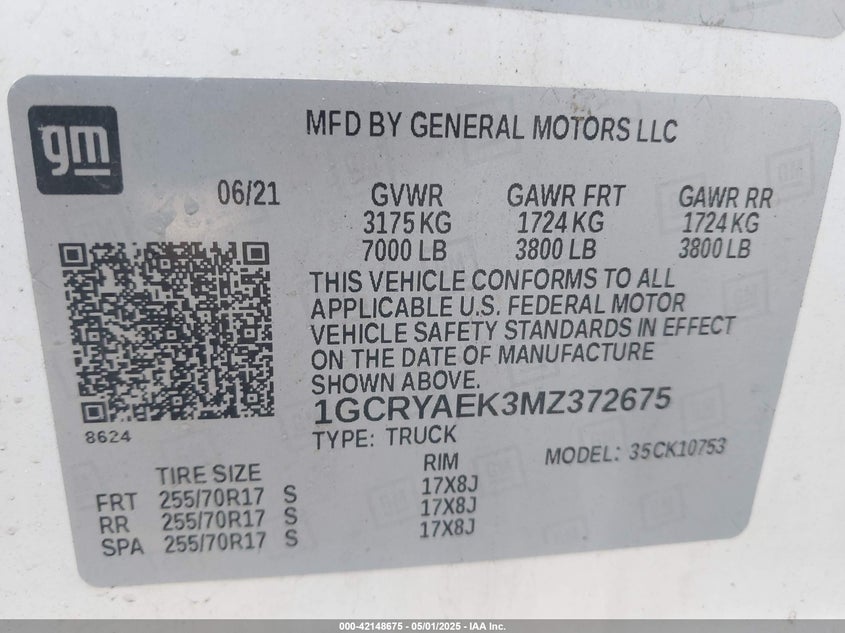 gm
MFD BY GENERAL MOTORS LLC
06/21 GVWR GAWR FRT GAWR RR
3175 KG 1724 KG 1724 KG
7000 LB 3800 LB 3800 LB
THIS VEHICLE CONFORMS TO ALL
APPLICABLE U.S. FEDERAL MOTOR
VEHICLE SAFETY STANDARDS IN EFFECT
ON THE DATE OF MANUFACTURE
SHOWN ABOVE.
1GCRYAEK3MZ372675
8624
TYPE: TRUCK MODEL: 35CK10753
TIRE SIZE RIM
FRT 255/70R17 S 17X8J
RR 255/70R17 S 17X8J
SPA 255/70R17 S 17X8J
000-42148675 - 05/01/2025 - IAA Inc.